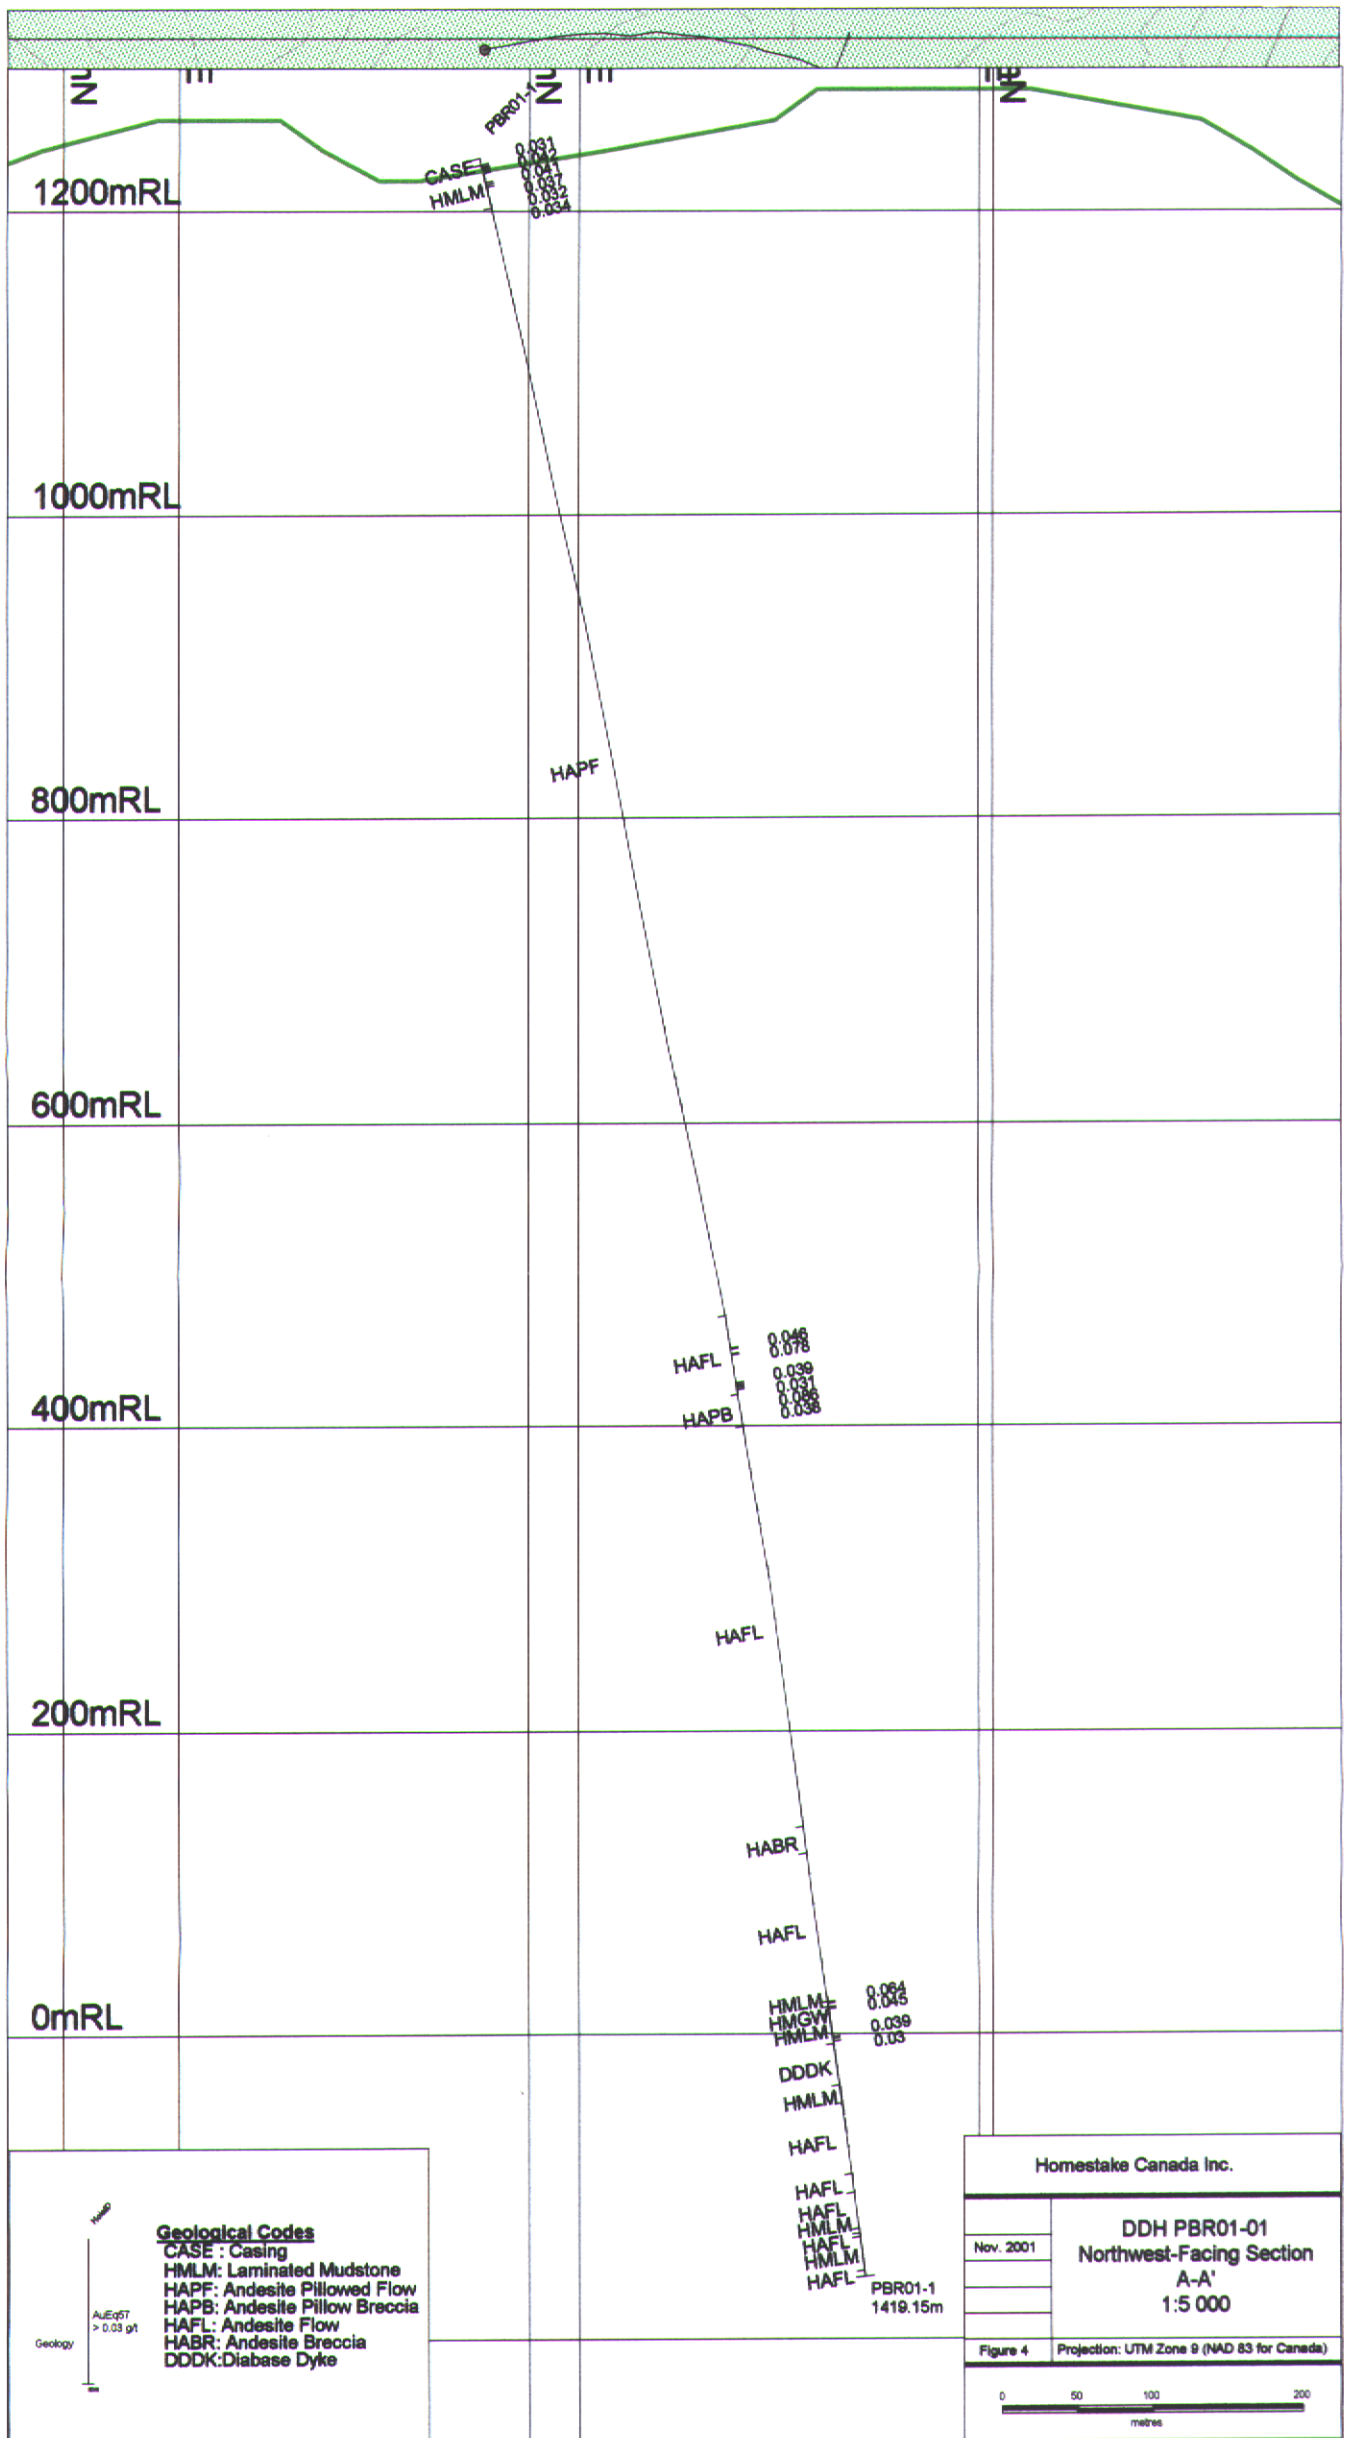 PBR01-1
0.031
0.042
0.041
0.037
0.032
0.034
CASE
HMLM
1200mRL
1000mRL
HAPF
800mRL
600mRL
0.046
0.078
HAFL
0.039
0.031
0.086
0.038
HAPB
400mRL
HAFL
200mRL
HABR
HAFL
0.064
0.045
HMLM
HMGW
0.039
HMLM
0.03
0mRL
DDDK
HMLM
HAFL
HAFL
HAFL
HMLM
HAFL
HMLM
HAFL
PBR01-1
1419.15m
Geological Codes
CASE : Casing
HMLM: Laminated Mudstone
HAPF: Andesite Pillowed Flow
HAPB: Andesite Pillow Breccia
HAFL: Andesite Flow
HABR: Andesite Breccia
DDDK:Diabase Dyke
AuEq57
> 0.03 g/t
Geology
Homestake Canada Inc.
Nov. 2001
DDH PBR01-01
Northwest-Facing Section
A-A'
1:5 000
Figure 4
Projection: UTM Zone 9 (NAD 83 for Canada)
0 50 100 200
metres